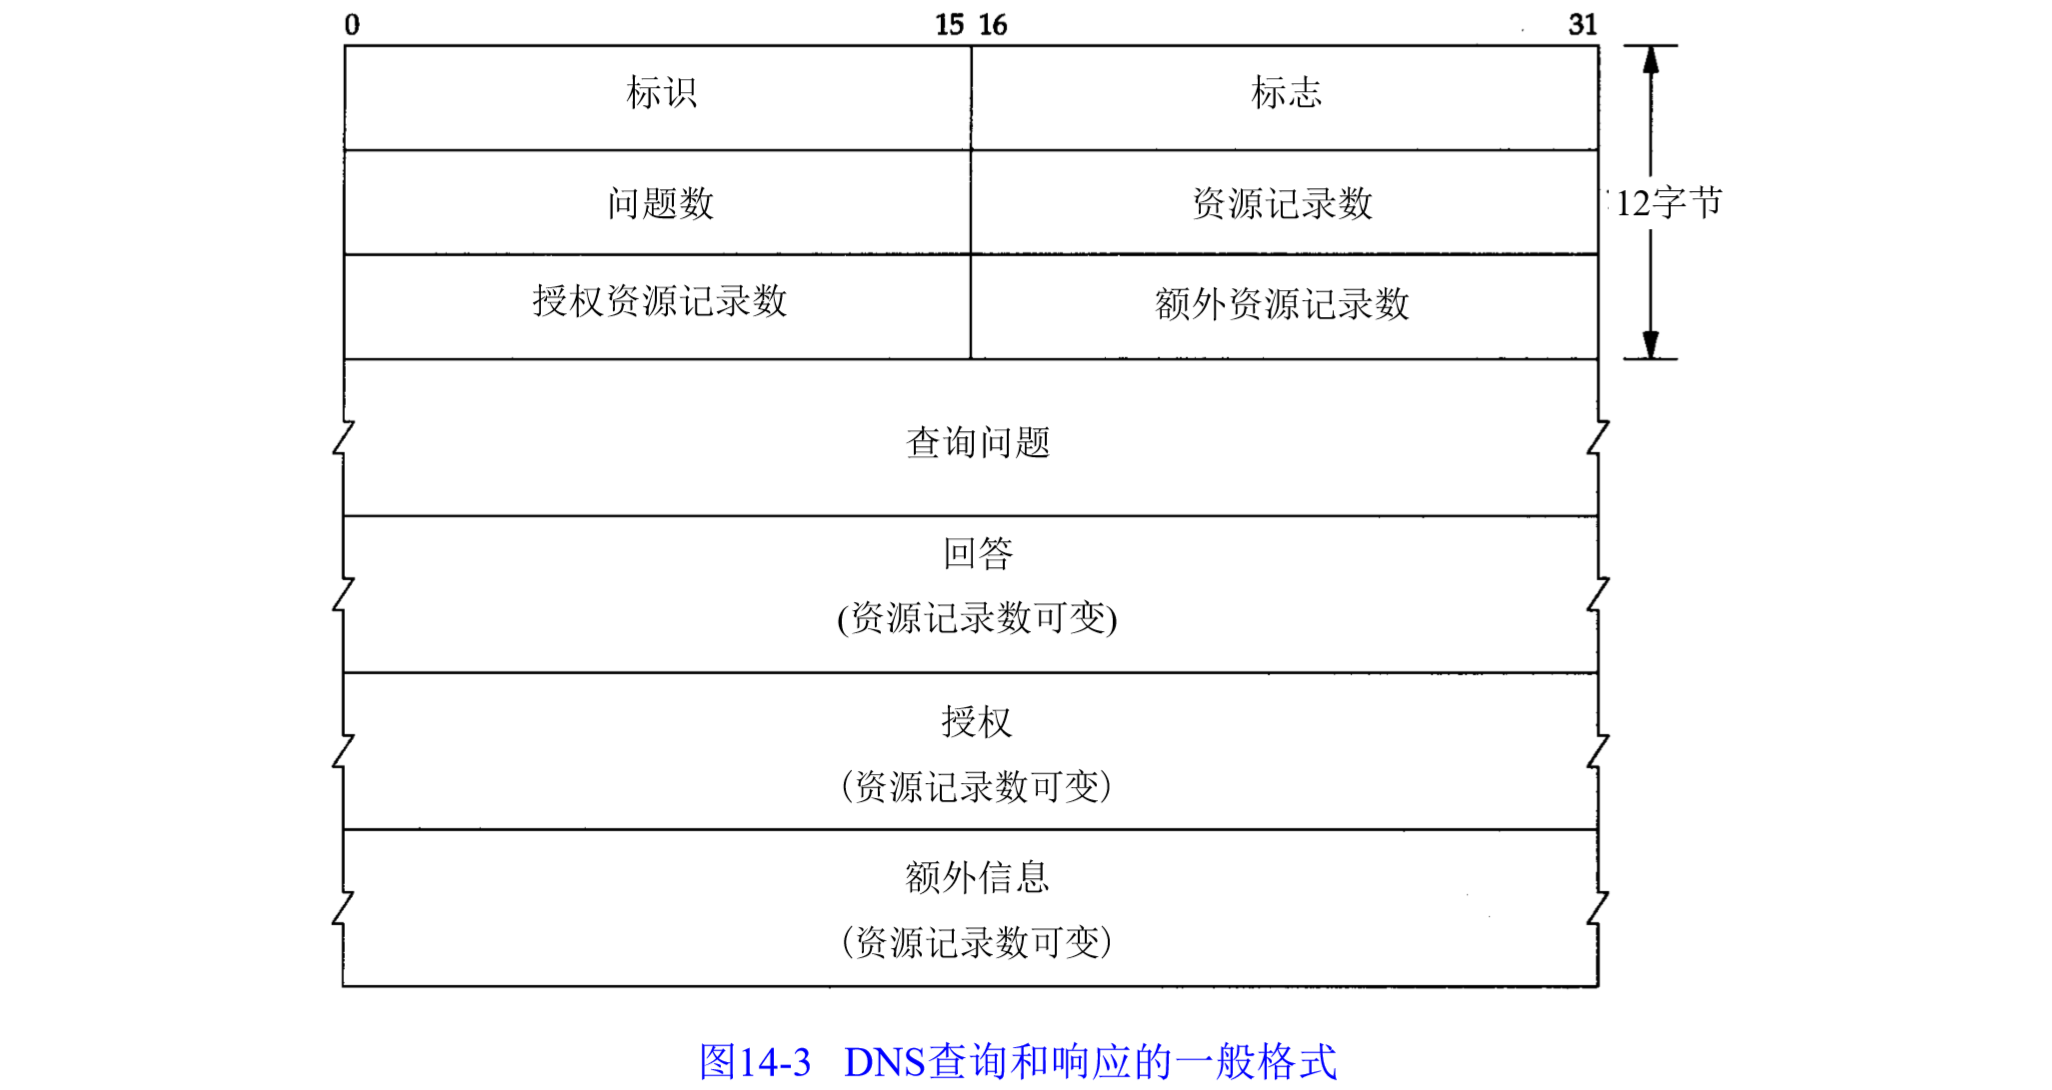 0 15 16 31
标识 标志
问题数 资源记录数 12字节
授权资源记录数 额外资源记录数
查询问题
回答
(资源记录数可变)
授权
(资源记录数可变)
额外信息
(资源记录数可变)
图14-3 DNS查询和响应的一般格式